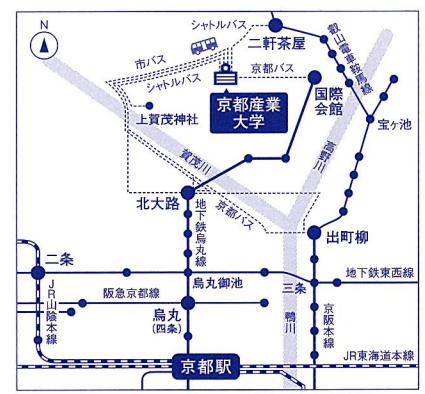 N
シャトルバス
二軒茶屋
叡山電車鞍馬線
市バス
シャトルバス
京都バス
国際
会館
京都産業
大学
上賀茂神社
宝ヶ池
賀茂川
高野川
北大路
京都バス
出町柳
地下鉄烏丸線
二条
烏丸御池
三条
地下鉄東西線
JR山陰本線
阪急京都線
烏丸
(四条)
鴨川
京阪本線
JR東海道本線
京都駅